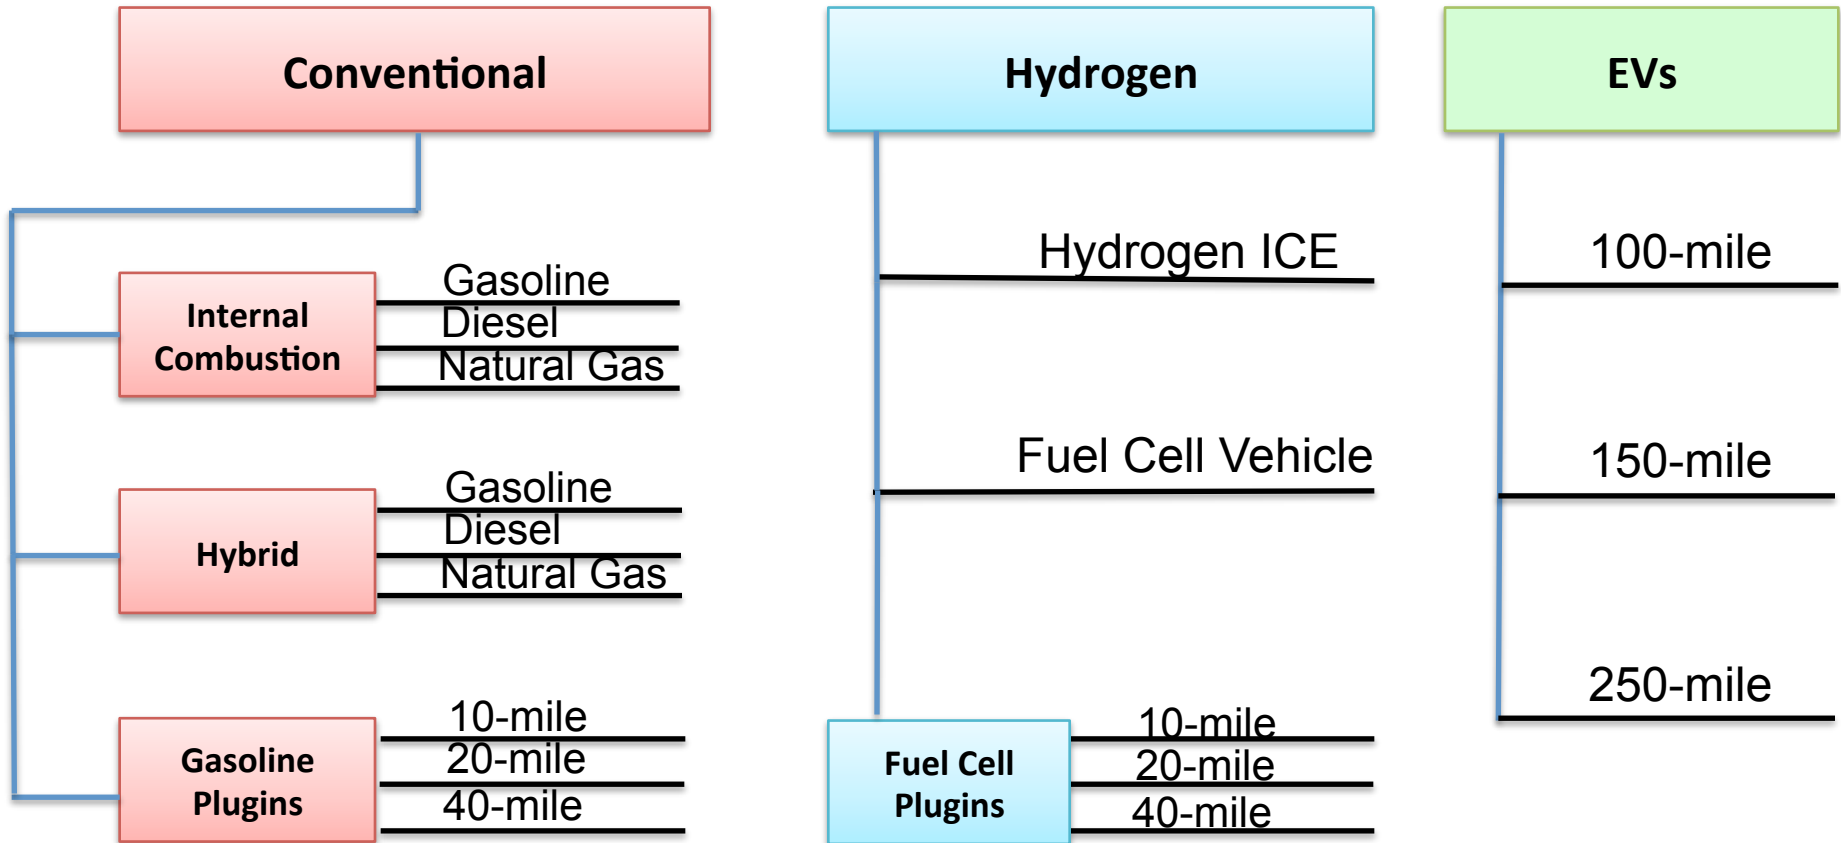 Conventional
Internal
Combustion
Gasoline
Diesel
Natural Gas
Hybrid
Gasoline
Diesel
Natural Gas
Gasoline
Plugins
10-mile
20-mile
40-mile
Hydrogen
Hydrogen ICE
Fuel Cell Vehicle
Fuel Cell
Plugins
10-mile
20-mile
40-mile
EVs
100-mile
150-mile
250-mile